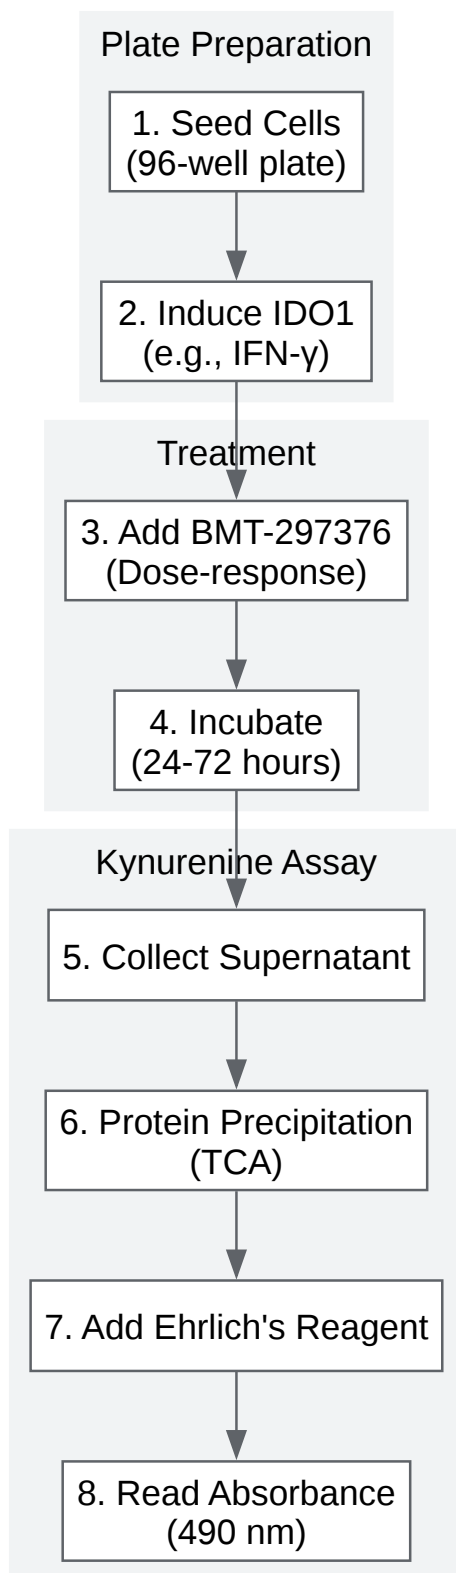 Plate Preparation
1. Seed Cells
(96-well plate)
2. Induce IDO1
(e.g., IFN-γ)
Treatment
3. Add BMT-297376
(Dose-response)
4. Incubate
(24-72 hours)
Kynurenine Assay
5. Collect Supernatant
6. Protein Precipitation
(TCA)
7. Add Ehrlich's Reagent
8. Read Absorbance
(490 nm)